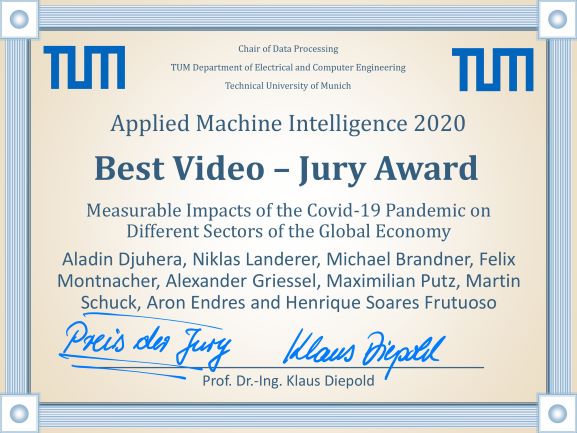 TUM
TUM
Chair of Data Processing
TUM Department of Electrical and Computer Engineering
Technical University of Munich
Applied Machine Intelligence 2020
Best Video – Jury Award
Measurable Impacts of the Covid-19 Pandemic on
Different Sectors of the Global Economy
Aladin Djuhera, Niklas Landerer, Michael Brandner, Felix
Montnacher, Alexander Griessel, Maximilian Putz, Martin
Schuck, Aron Endres and Henrique Soares Frutuoso
Preis der Jury Klaus Diepold
Prof. Dr.-Ing. Klaus Diepold